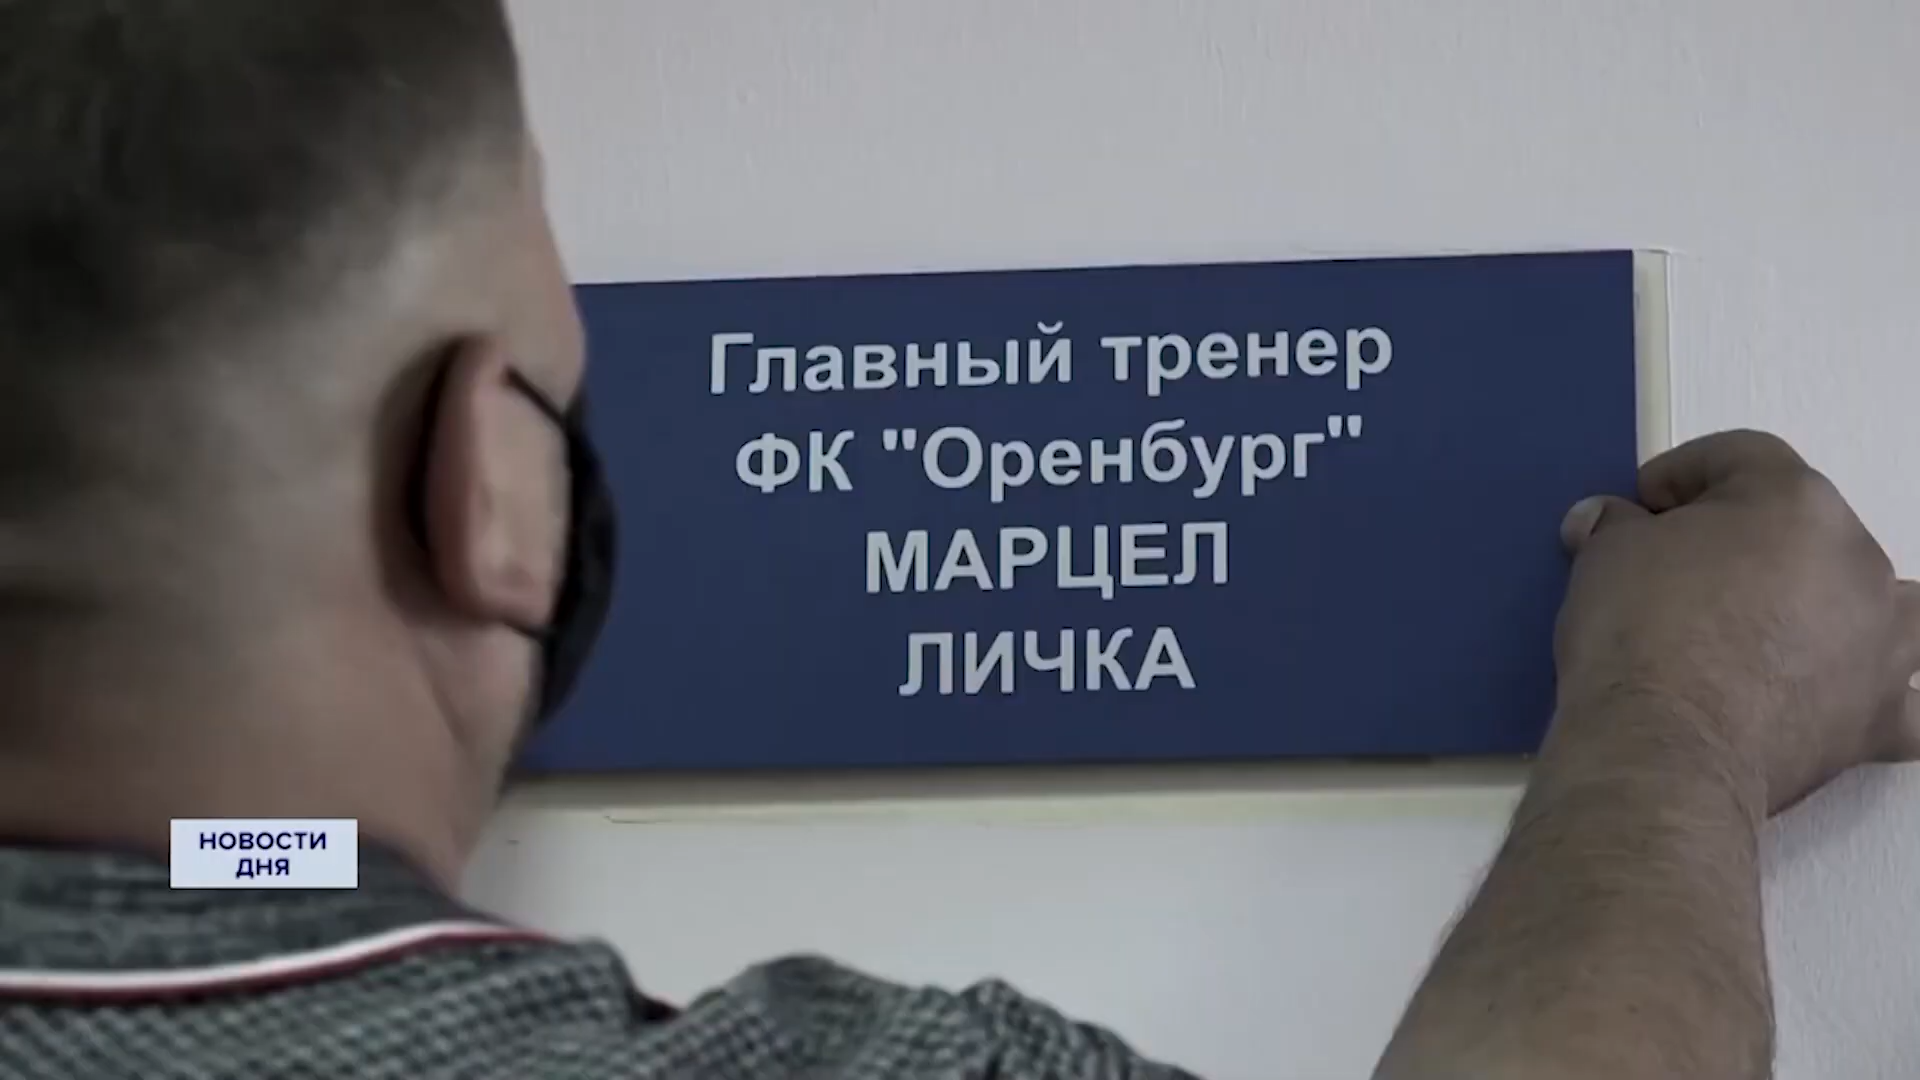 Главный тренер
ФК "Оренбург"
МАРЦЕЛ
ЛИЧКА
НОВОСТИ
ДНЯ